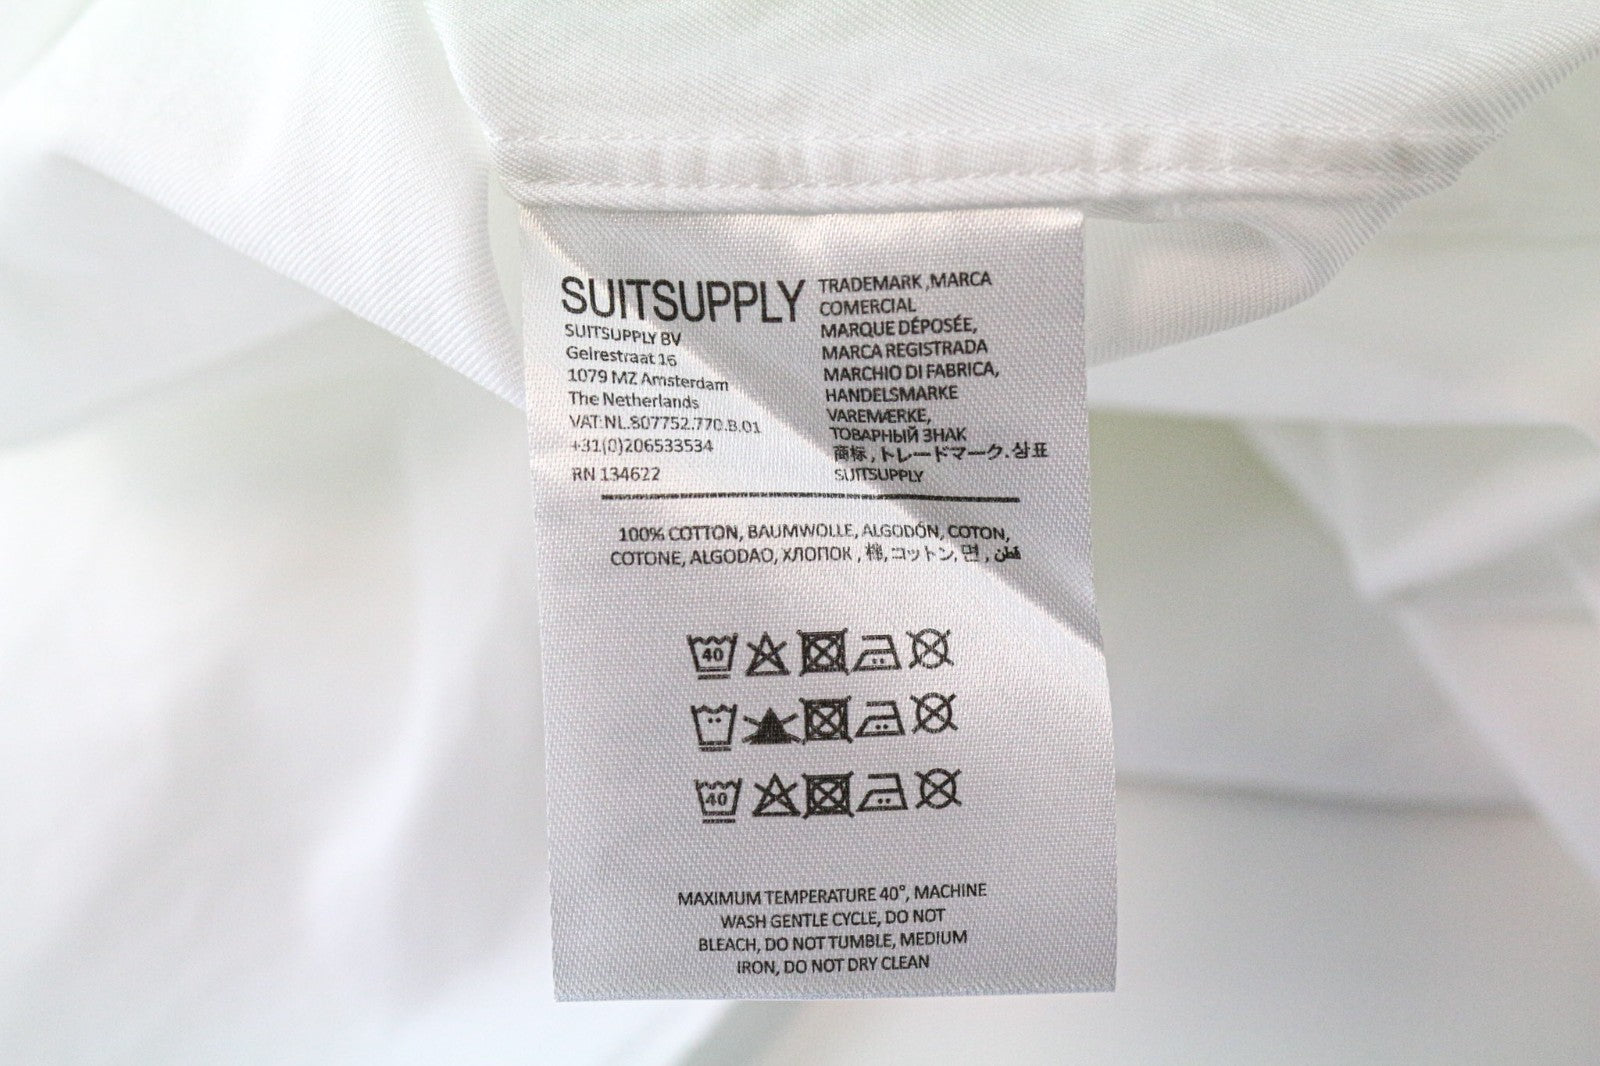 SUITSUPPLY
SUITSUPPLY BV
Gelrestraat 16
1079 MZ Amsterdam
The Netherlands
VAT:NL.807752.770.B.01
+31(0)206533534
RN 134622
TRADEMARK ,MARCA
COMERCIAL
MARQUE DÉPOSÉE,
MARCA REGISTRADA
MARCHIO DI FABRICA,
HANDELSMARKE
VAREMÆRKE,
ТОВАРНЫЙ ЗНАК
商标 , トレードマーク. 상표
SUITSUPPLY
100% COTTON, BAUMWOLLE, ALGODÓN, COTON,
COTONE, ALGODAO, ХЛОПОК , 棉, コットン, 면 , قطن
40
40
MAXIMUM TEMPERATURE 40°, MACHINE
WASH GENTLE CYCLE, DO NOT
BLEACH, DO NOT TUMBLE, MEDIUM
IRON, DO NOT DRY CLEAN